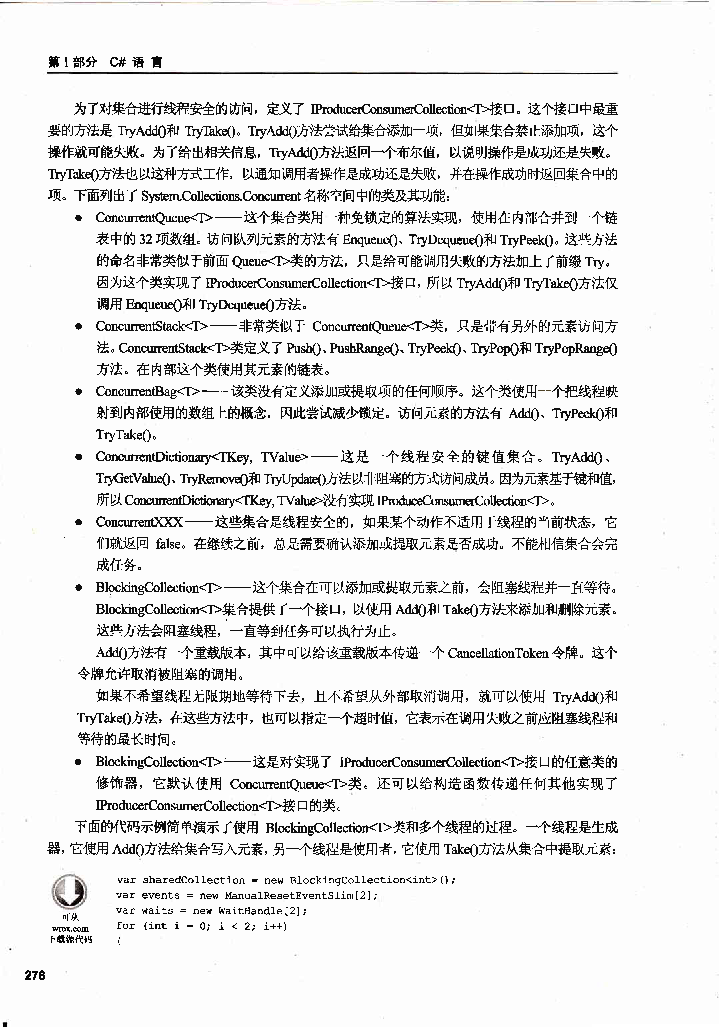 第Ⅰ部分 C# 语 言
为了对集合进行线程安全的访问，定义了 IProducerConsumerCollection<T>接口。这个接口中最重
要的方法是 TryAdd()和 TryTake()。TryAdd()方法尝试给集合添加一项，但如果集合禁止添加项，这个
操作就可能失败。为了给出相关信息，TryAdd()方法返回一个布尔值，以说明操作是成功还是失败。
TryTake()方法也以这种方式工作，以通知调用者操作是成功还是失败，并在操作成功时返回集合中的
项。下面列出了 System.Collections.Concurrent 名称空间中的类及其功能：
● ConcurrentQueue<T>——这个集合类用一种免锁定的算法实现，使用在内部合并到一个链
表中的 32 项数组。访问队列元素的方法有 Enqueue()、TryDequeue()和 TryPeek()。这些方法
的命名非常类似于前面 Queue<T>类的方法，只是给可能调用失败的方法加上了前缀 Try。
因为这个类实现了 IProducerConsumerCollection<T>接口，所以 TryAdd()和 TryTake()方法仅
调用 Enqueue()和 TryDequeue()方法。
● ConcurrentStack<T>——非常类似于 ConcurrentQueue<T>类，只是带有另外的元素访问方
法。ConcurrentStack<T>类定义了 Push()、PushRange()、TryPeek()、TryPop()和 TryPopRange()
方法。在内部这个类使用其元素的链表。
● ConcurrentBag<T>——该类没有定义添加或提取项的任何顺序。这个类使用一个把线程映
射到内部使用的数组上的概念，因此尝试减少锁定。访问元素的方法有 Add()、TryPeek()和
TryTake()。
● ConcurrentDictionary<TKey, TValue>——这是一个线程安全的键值集合。TryAdd()、
TryGetValue()、TryRemove()和 TryUpdate()方法以非阻塞的方式访问成员。因为元素基于键和值，
所以 ConcurrentDictionary<TKey, TValue>没有实现 IProduceConsumerCollection<T>。
● ConcurrentXXX——这些集合是线程安全的，如果某个动作不适用于线程的当前状态，它
们就返回 false。在继续之前，总是需要确认添加或提取元素是否成功。不能相信集合会完
成任务。
● BlockingCollection<T>——这个集合在可以添加或提取元素之前，会阻塞线程并一直等待。
BlockingCollection<T>集合提供了一个接口，以使用 Add()和 Take()方法来添加和删除元素。
这些方法会阻塞线程，一直等到任务可以执行为止。
Add()方法有一个重载版本，其中可以给该重载版本传递一个 CancellationToken 令牌。这个
令牌允许取消被阻塞的调用。
如果不希望线程无限期地等待下去，且不希望从外部取消调用，就可以使用 TryAdd()和
TryTake()方法，在这些方法中，也可以指定一个超时值，它表示在调用失败之前应阻塞线程和
等待的最长时间。
● BlockingCollection<T>——这是对实现了 IProducerConsumerCollection<T>接口的任意类的
修饰器，它默认使用 ConcurrentQueue<T>类。还可以给构造函数传递任何其他实现了
IProducerConsumerCollection<T>接口的类。
下面的代码示例简单演示了使用 BlockingCollection<T>类和多个线程的过程。一个线程是生成
器，它使用 Add()方法给集合写入元素，另一个线程是使用者，它使用 Take()方法从集合中提取元素：
var sharedCollection = new BlockingCollection<int>();
var events = new ManualResetEventSlim[2];
var waits = new WaitHandle[2];
for (int i = 0; i < 2; i++)
{
可从
wrox.com
下载源代码
276